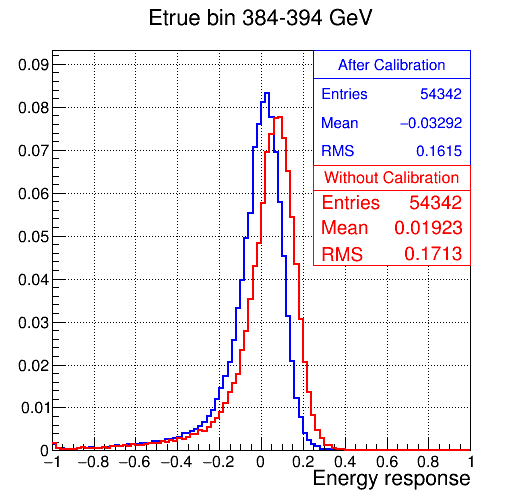 Etrue bin 384-394 GeV
After Calibration
Entries 54342
Mean −0.03292
RMS 0.1615
Without Calibration
Entries 54342
Mean 0.01923
RMS 0.1713
0.09
0.08
0.07
0.06
0.05
0.04
0.03
0.02
0.01
0
−1 −0.8 −0.6 −0.4 −0.2 0 0.2 0.4 0.6 0.8 1
Energy response